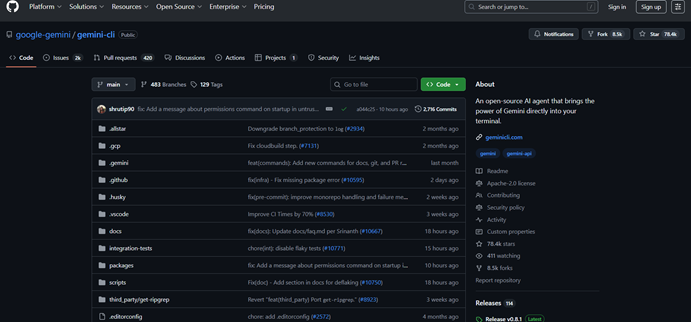 Platform Solutions Resources Open Source Enterprise Pricing Search or jump to... / Sign in Sign up
google-gemini / gemini-cli Public Notifications Fork 8.5k Star 78.4k
Code Issues 2k Pull requests 420 Discussions Actions Projects 1 Security Insights
main 483 Branches 129 Tags Go to file Code
shrutip90 fix: Add a message about permissions command on startup in untrus... a044c25 · 10 hours ago 2,716 Commits
.allstar Downgrade branch_protection to log (#2934) 2 months ago
.gcp Fix cloudbuild step. (#7131) 2 months ago
.gemini feat(commands): Add new commands for docs, git, and PR c... last month
.github fix(infra) - Fix missing package error (#10595) 2 days ago
.husky fix(pre-commit): improve monorepo handling and failure me... 2 weeks ago
.vscode Improve CI Times by 70% (#8530) 3 weeks ago
docs fix(docs): Update docs/faq.md per Srinanth (#10667) 18 hours ago
integration-tests chore(int): disable flaky tests (#10771) 15 hours ago
packages fix: Add a message about permissions command on startup i... 10 hours ago
scripts Fix(doc) - Add section in docs for deflaking (#10750) 18 hours ago
third_party/get-ripgrep Revert "feat(third_party) Port get-ripgrep." (#8923) 3 weeks ago
.editorconfig chore: add .editorconfig (#2572) 4 months ago
About
An open-source AI agent that brings
the power of Gemini directly into your
terminal.
geminicli.com
gemini gemini-api
Readme
Apache-2.0 license
Contributing
Security policy
Activity
Custom properties
78.4k stars
411 watching
8.5k forks
Report repository
Releases 114
Release v0.8.1 Latest